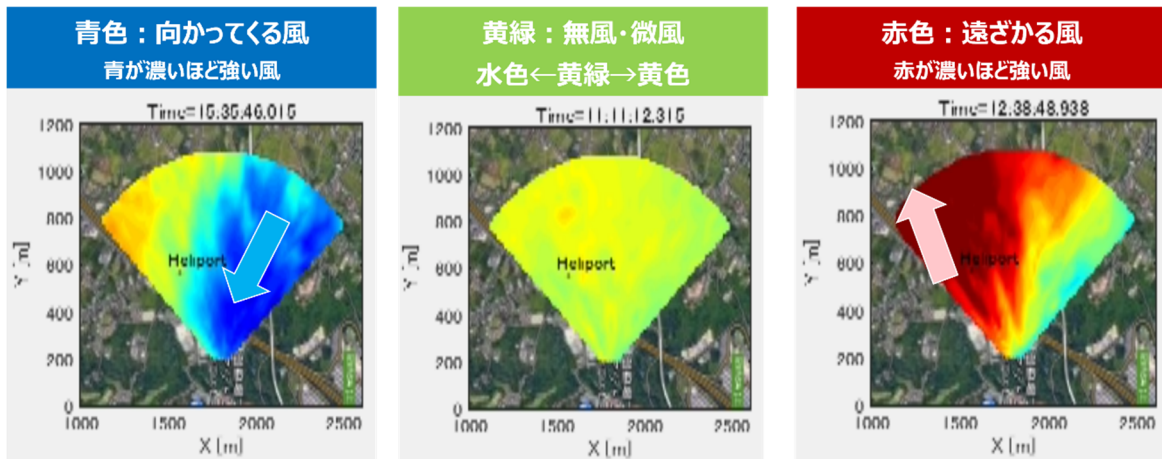 青色：向かってくる風
青が濃いほど強い風
黄緑：無風・微風
水色←黄緑→黄色
赤色：遠ざかる風
赤が濃いほど強い風
Time=15:35:46.015
1200
1000
800
600
400
200
0
Y [m]
Heliport
1000
1500
2000
2500
X [m]
Time=11:11:12.315
1200
1000
800
600
400
200
0
Y [m]
Heliport
1000
1500
2000
2500
X [m]
Time=12:38:48.938
1200
1000
800
600
400
200
0
Y [m]
Heliport
1000
1500
2000
2500
X [m]